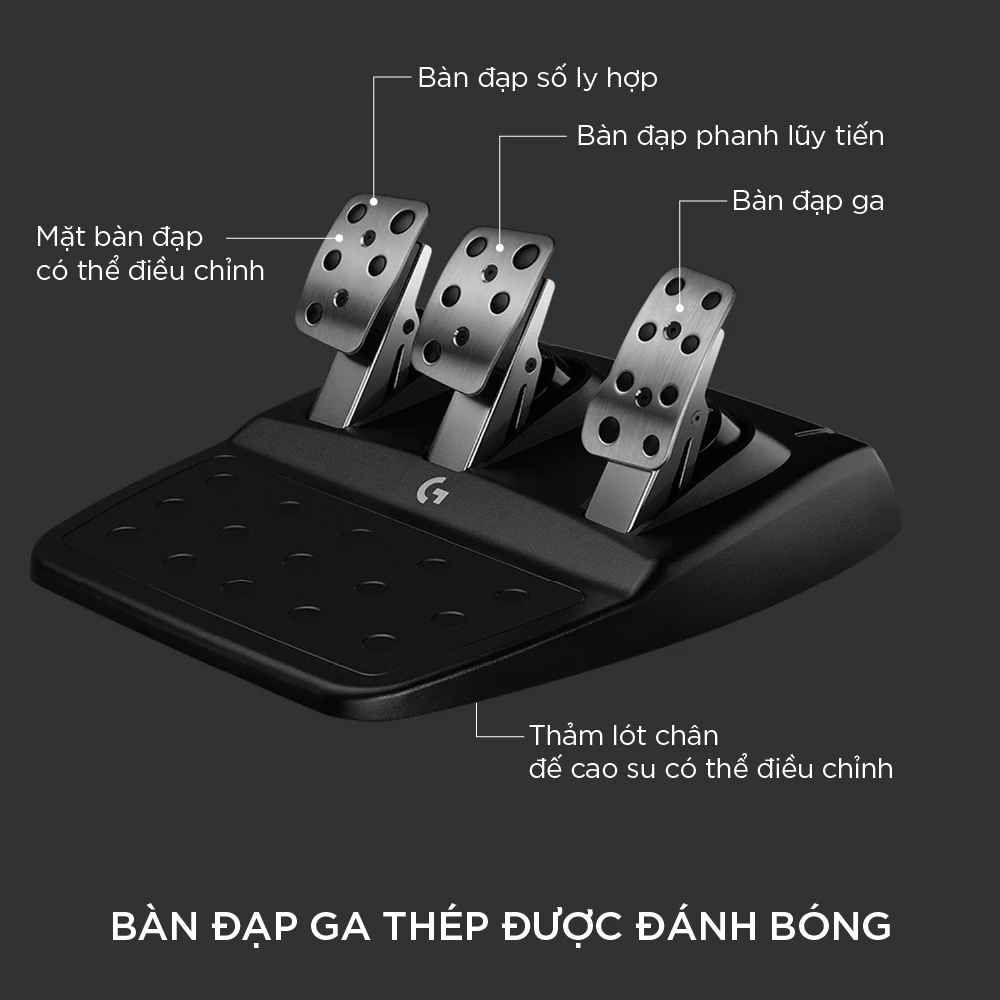 Bàn đạp số ly hợp
Bàn đạp phanh lũy tiến
Bàn đạp ga
Mặt bàn đạp
có thể điều chỉnh
G
Thảm lót chân
đế cao su có thể điều chỉnh
BÀN ĐẠP GA THÉP ĐƯỢC ĐÁNH BÓNG